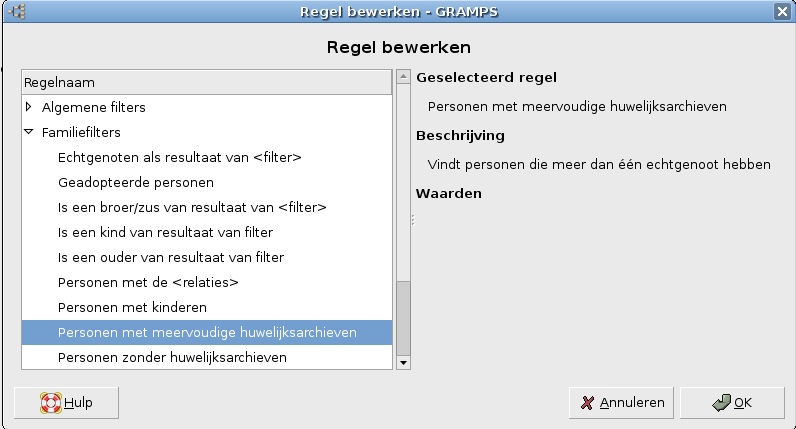 Regel bewerken - GRAMPS
Regel bewerken
Regelnaam
Algemene filters
Familiefilters
Echtgenoten als resultaat van <filter>
Geadopteerde personen
Is een broer/zus van resultaat van <filter>
Is een kind van resultaat van filter
Is een ouder van resultaat van filter
Personen met de <relaties>
Personen met kinderen
Personen met meervoudige huwelijksarchieven
Personen zonder huwelijksarchieven
Geselecteerd regel
Personen met meervoudige huwelijksarchieven
Beschrijving
Vindt personen die meer dan één echtgenoot hebben
Waarden
Hulp
Annuleren
OK